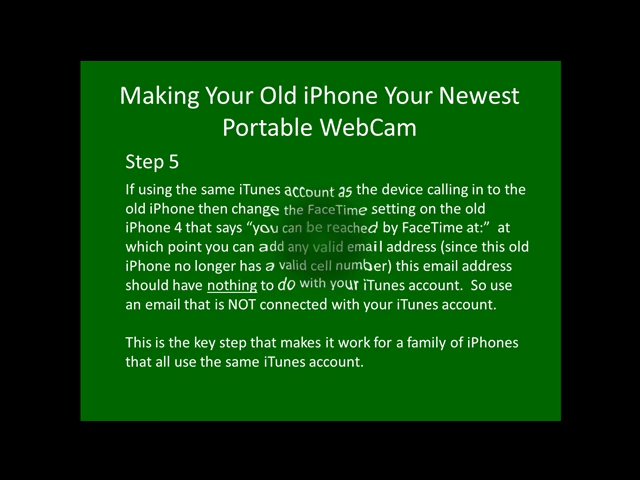 Making Your Old iPhone Your Newest
Portable WebCam
Step 5
If using the same iTunes account as the device calling in to the
old iPhone then change the FaceTime setting on the old
iPhone 4 that says “you can be reached by FaceTime at:”  at
which point you can add any valid email address (since this old
iPhone no longer has a valid cell number) this email address
should have nothing to do with your iTunes account.  So use
an email that is NOT connected with your iTunes account.
This is the key step that makes it work for a family of iPhones
that all use the same iTunes account.